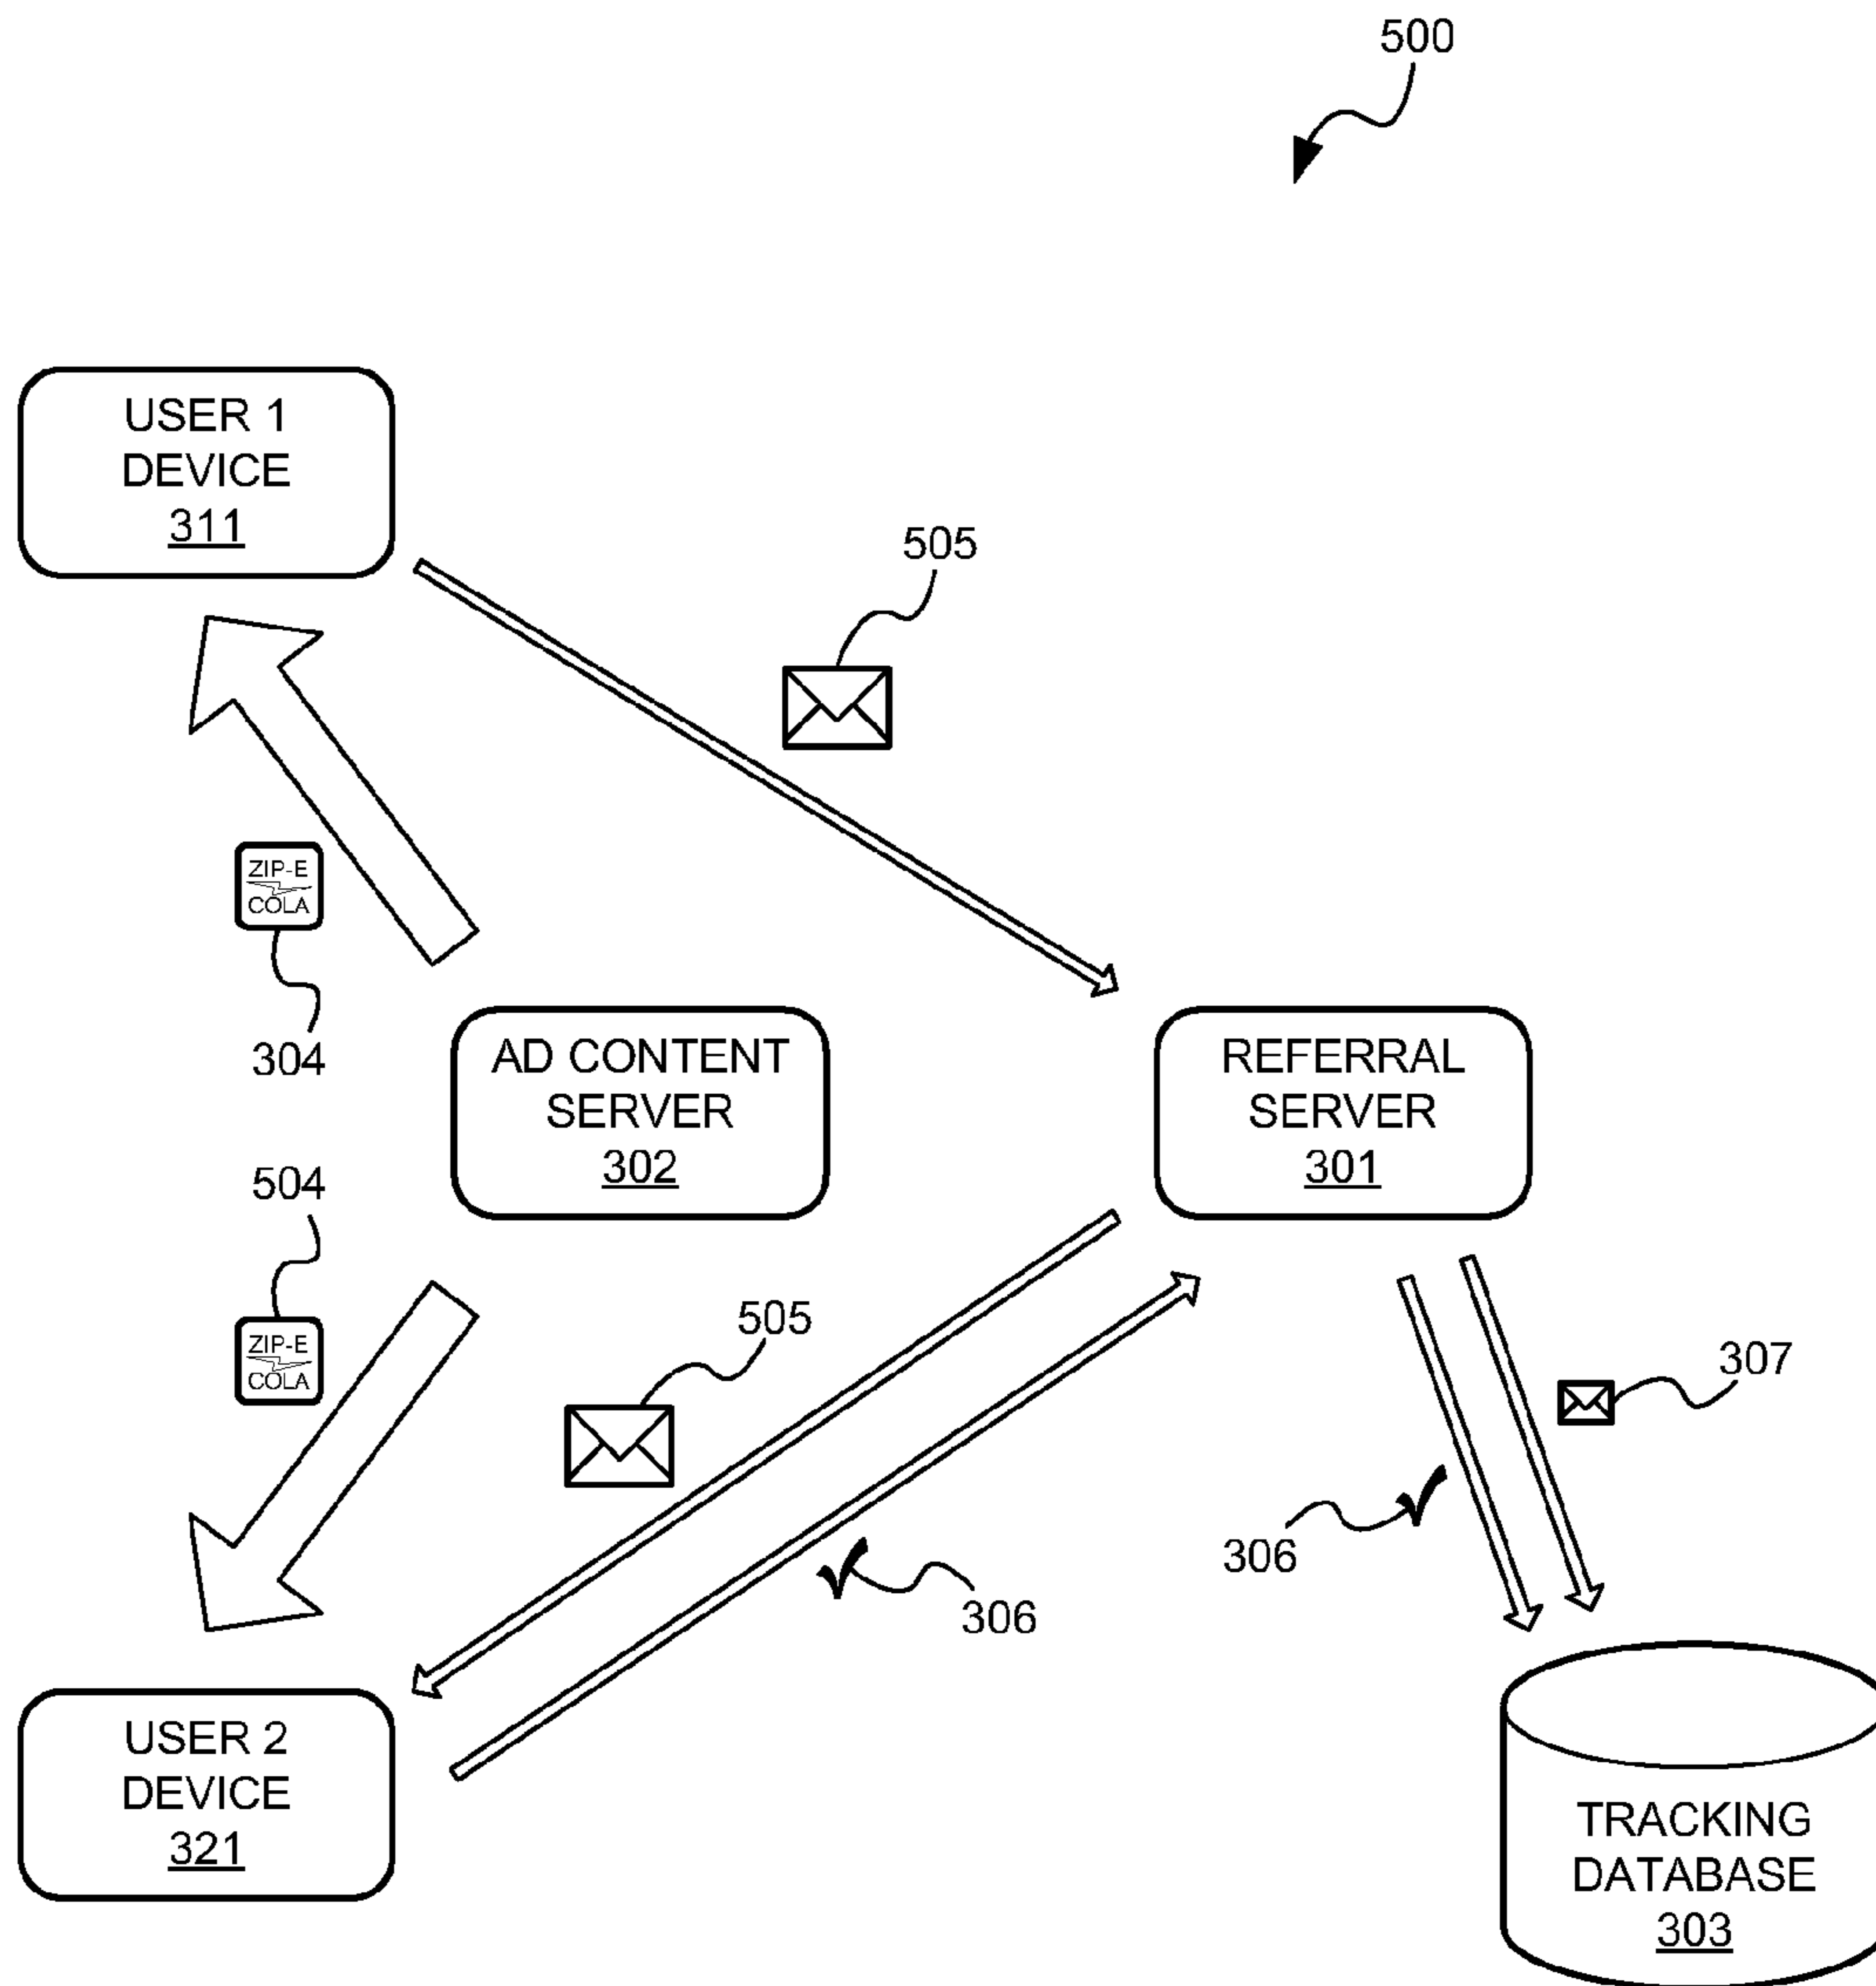 500
USER 1
DEVICE
311
505
ZIP-E
COLA
304
AD CONTENT
SERVER
302
REFERRAL
SERVER
301
504
ZIP-E
COLA
505
307
306
306
USER 2
DEVICE
321
TRACKING
DATABASE
303